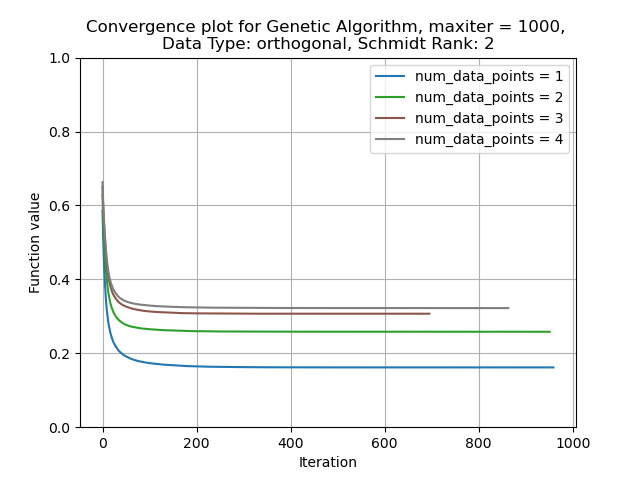 Convergence plot for Genetic Algorithm, maxiter = 1000,
Data Type: orthogonal, Schmidt Rank: 2
num_data_points = 1
num_data_points = 2
num_data_points = 3
num_data_points = 4
Function value
1.0
0.8
0.6
0.4
0.2
0.0
0 200 400 600 800 1000
Iteration